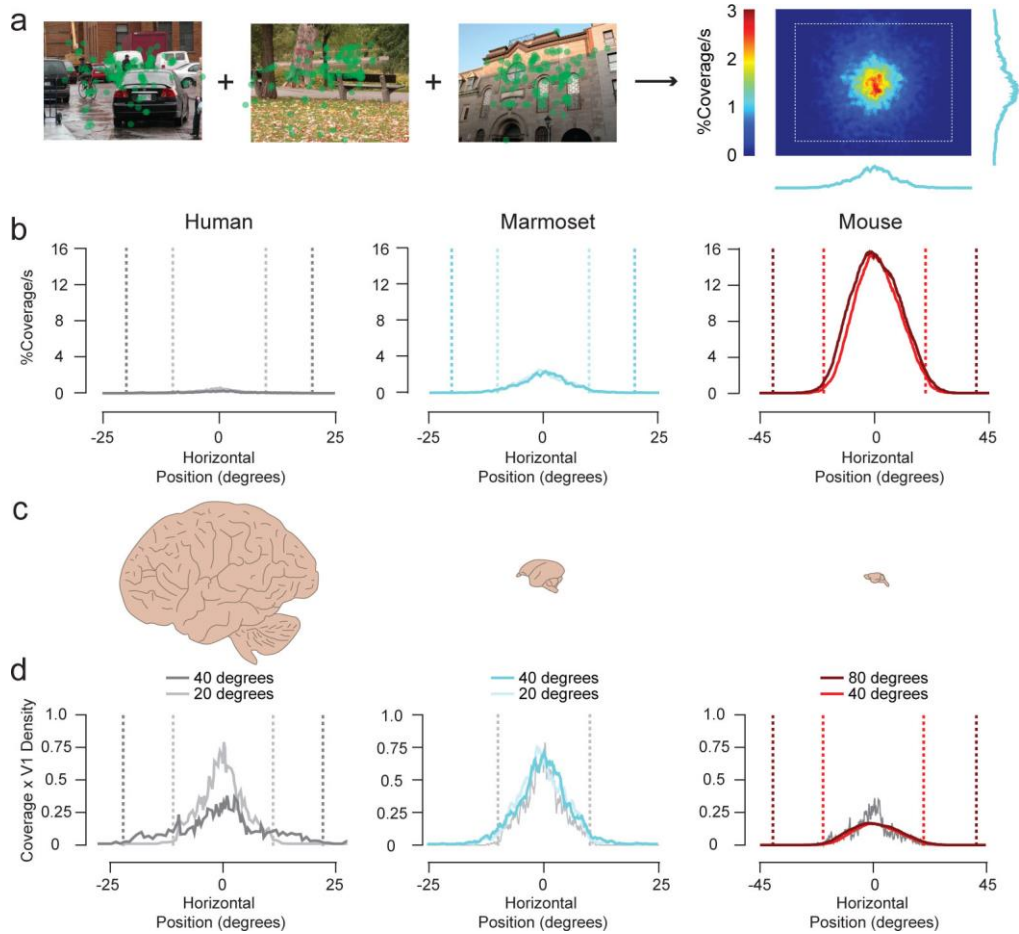 a
+
+
%Coverage/s
3
2
1
0
b
Human
Marmoset
Mouse
%Coverage/s
16
12
8
4
0
-25
0
25
Horizontal
Position (degrees)
16
12
8
4
0
-25
0
25
Horizontal
Position (degrees)
16
12
8
4
0
-45
0
45
Horizontal
Position (degrees)
c
d
40 degrees
20 degrees
40 degrees
20 degrees
80 degrees
40 degrees
Coverage x V1 Density
1.0
0.75
0.5
0.25
0
-25
0
25
Horizontal
Position (degrees)
1.0
0.75
0.5
0.25
0
-25
0
25
Horizontal
Position (degrees)
1.0
0.75
0.5
0.25
0
-45
0
45
Horizontal
Position (degrees)